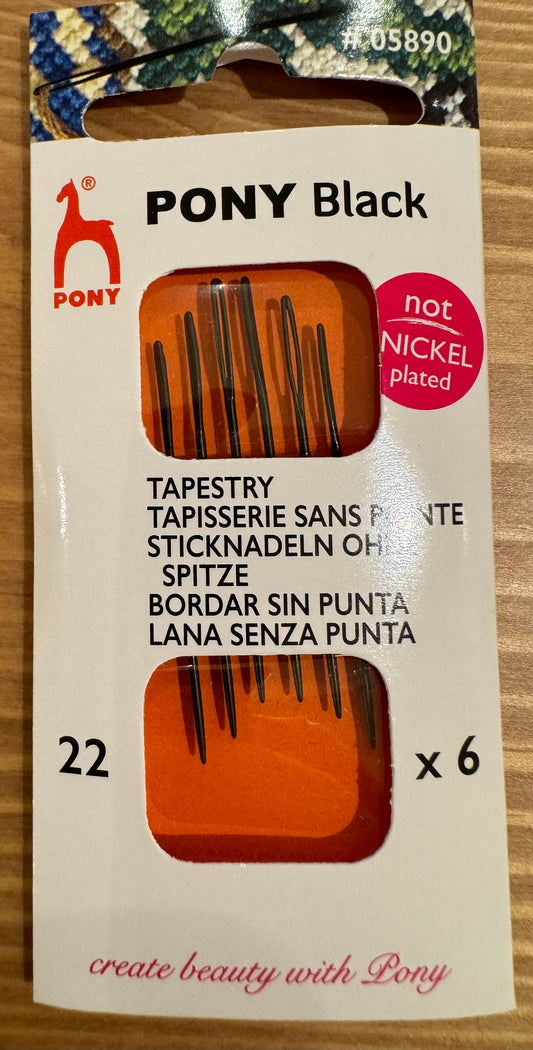 # 05890
®
PONY
PONY Black
not
NICKEL
plated
TAPESTRY
TAPISSERIE SANS
STICKNADELN
SPITZE
BORDAR SIN PUNTA
LANA SENZA PUNTA
22
x 6
create beauty with Pony